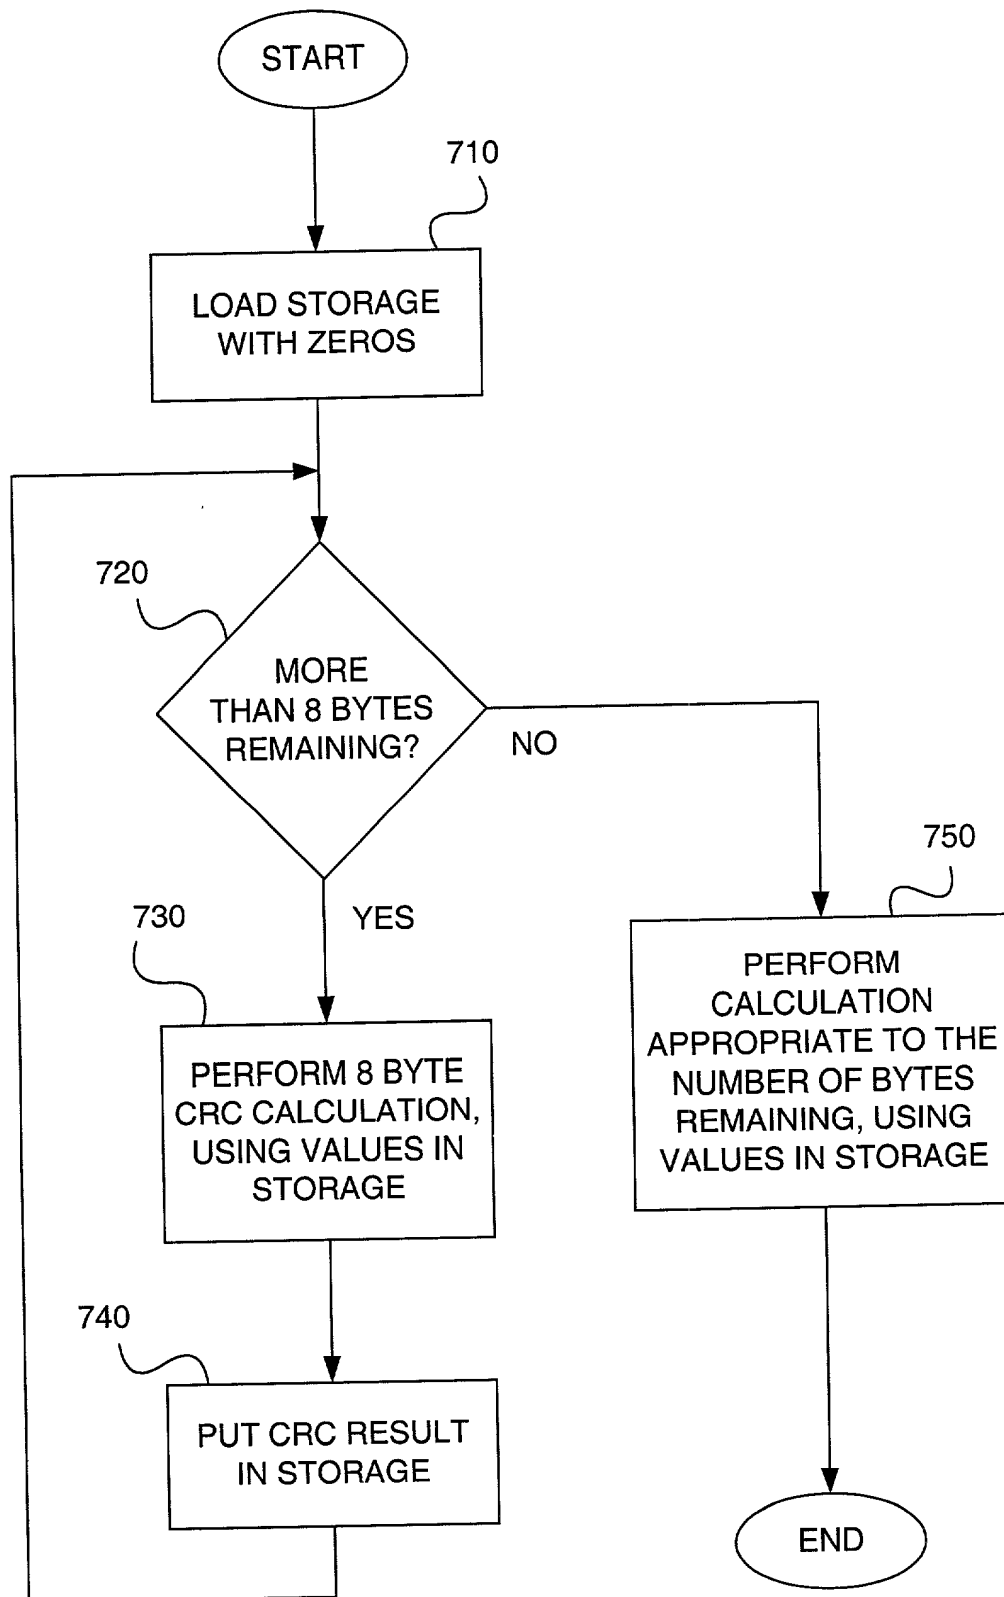 START
710
LOAD STORAGE
WITH ZEROS
720
MORE
THAN 8 BYTES
REMAINING?
NO
YES
730
PERFORM 8 BYTE
CRC CALCULATION,
USING VALUES IN
STORAGE
740
PUT CRC RESULT
IN STORAGE
750
PERFORM
CALCULATION
APPROPRIATE TO THE
NUMBER OF BYTES
REMAINING, USING
VALUES IN STORAGE
END